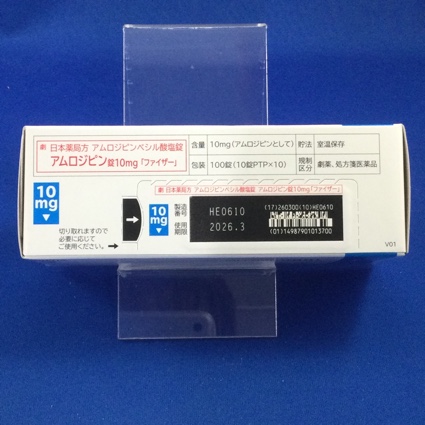 劇 日本薬局方 アムロジピンベシル酸塩錠
アムロジピン錠10mg「ファイザー」
含量 10mg(アムロジピンとして) 貯法 室温保存
包装 100錠(10錠PTP×10) 規制区分 劇薬、処方箋医薬品
10mg
切り取れますので
必要に応じて
ご使用ください。
劇 日本薬局方 アムロジピンベシル酸塩錠 アムロジピン錠10mg「ファイザー」
10mg
製造番号 HE0610
使用期限 2026.3
(17)260300(10)HE0610
(01)14987901013700
V01